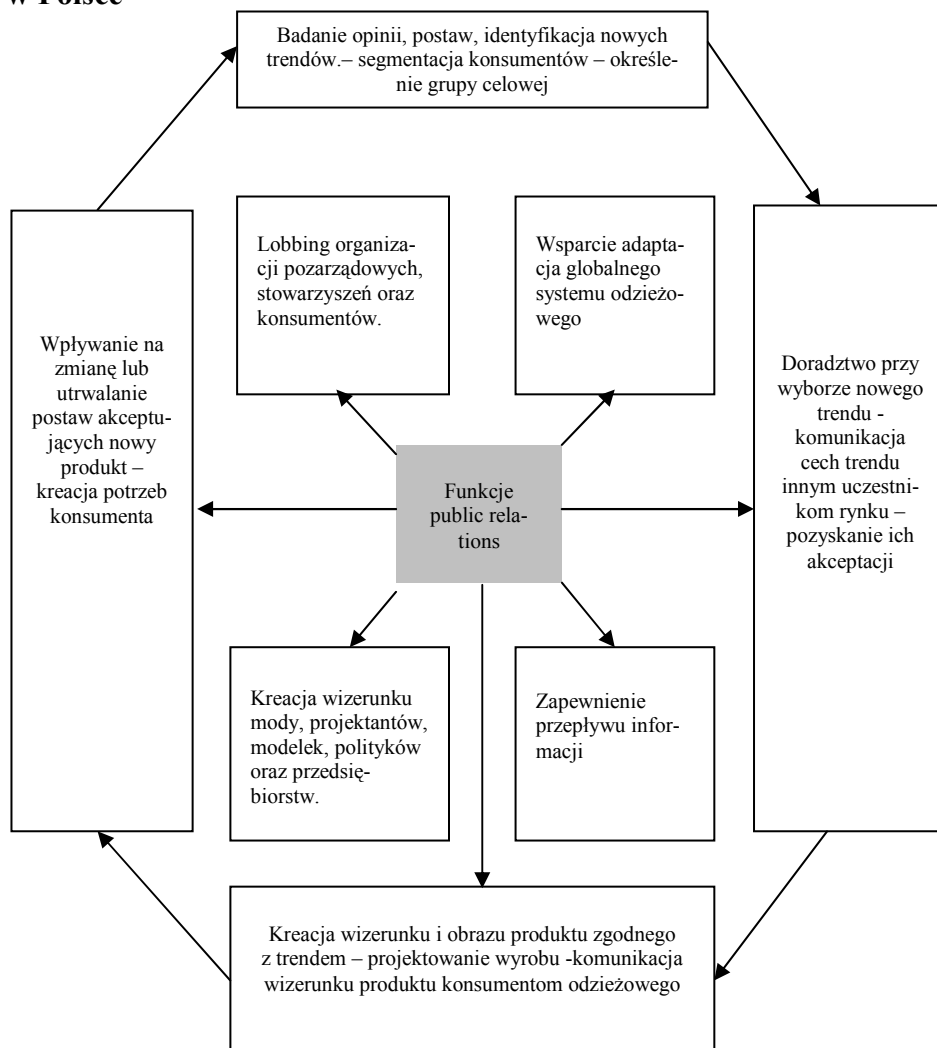 w Polsce
Badanie opinii, postaw, identyfikacja nowych
trendów.– segmentacja konsumentów – określe-
nie grupy celowej
Lobbing organiza-
cji pozarządowych,
stowarzyszeń oraz
konsumentów.
Wsparcie adapta-
cja globalnego
systemu odzieżo-
wego
Wpływanie na
zmianę lub
utrwalanie
postaw akceptu-
jących nowy
produkt –
kreacja potrzeb
konsumenta
Doradztwo przy
wyborze nowego
trendu -
komunikacja
cech trendu
innym uczestni-
kom rynku –
pozyskanie ich
akceptacji
Funkcje
public rela-
tions
Kreacja wizerunku
mody, projektantów,
modelek, polityków
oraz przedsię-
biorstw.
Zapewnienie
przepływu infor-
macji
Kreacja wizerunku i obrazu produktu zgodnego
z trendem – projektowanie wyrobu -komunikacja
wizerunku produktu konsumentom odzieżowego